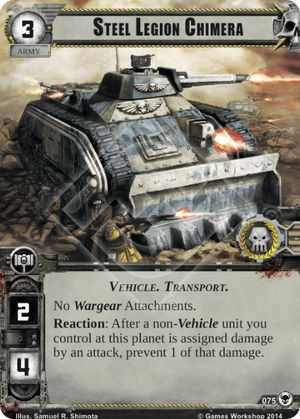 3
STEEL LEGION CHIMERA
ARMY
VEHICLE. TRANSPORT.
No Wargear Attachments.
Reaction: After a non-Vehicle unit you
control at this planet is assigned damage
by an attack, prevent 1 of that damage.
2
4
075
Illus. Samuel R. Shimota
© Games Workshop 2014